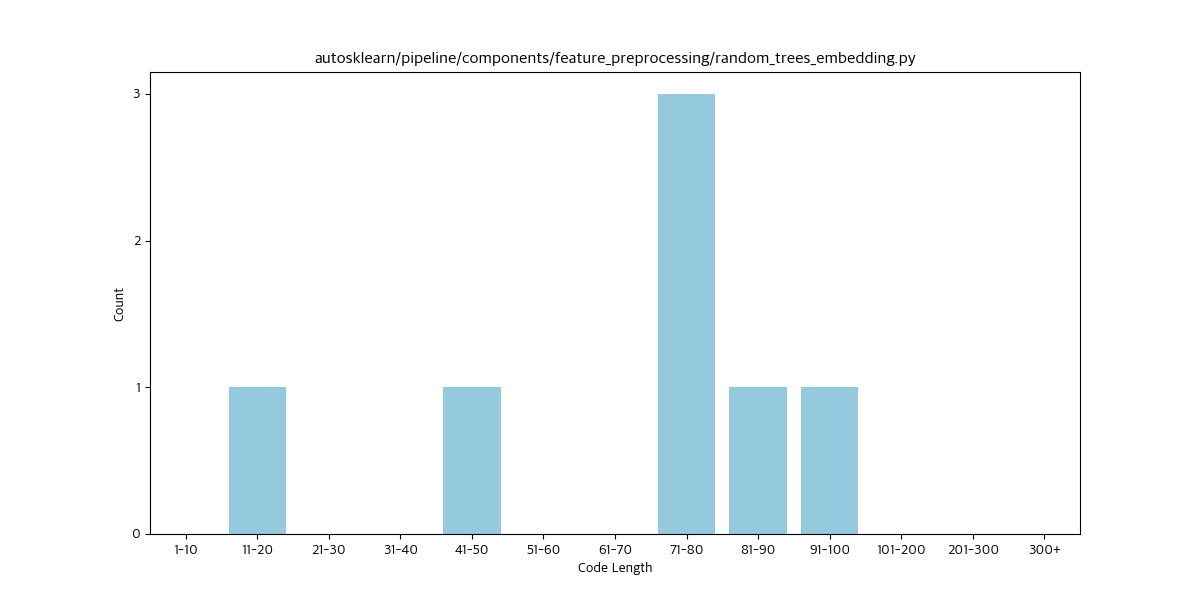 autosklearn/pipeline/components/feature_preprocessing/random_trees_embedding.py
3
2
1
0
Count
1-10 11-20 21-30 31-40 41-50 51-60 61-70 71-80 81-90 91-100 101-200 201-300 300+
Code Length